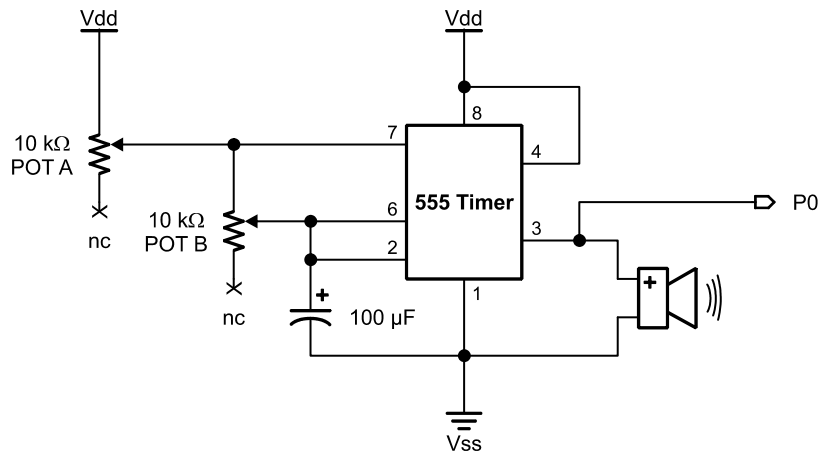 Vdd
Vdd
8
7
4
10 kΩ
POT A
555 Timer
6
10 kΩ
POT B
3
P0
2
nc
+
1
+
nc
100 µF
Vss